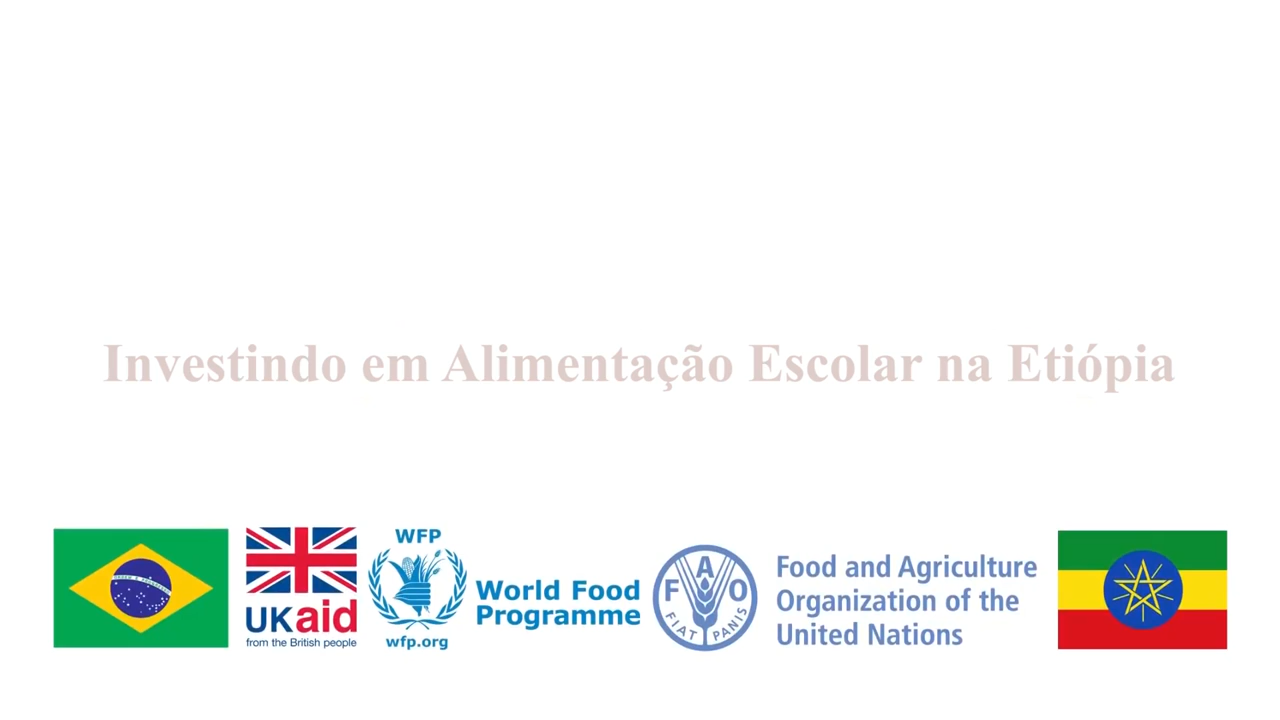 Investindo em Alimentação Escolar na Etiópia
UKaid
from the British people
WFP
World Food
Programme
wfp.org
FAO
FIAT PANIS
Food and Agriculture
Organization of the
United Nations